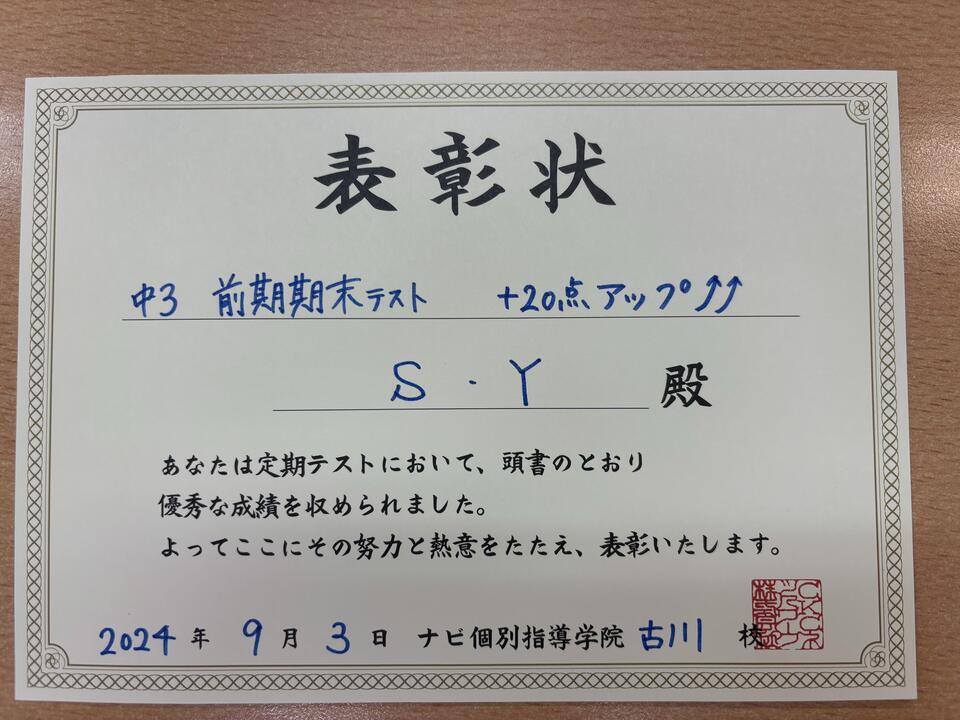 表彰状
中3 前期期末テスト +20点アップ↑↑
S・Y 殿
あなたは定期テストにおいて、頭書のとおり
優秀な成績を収められました。
よってここにその努力と熱意をたたえ、表彰いたします。
2024年9月3日 ナビ個別指導学院 古川 校